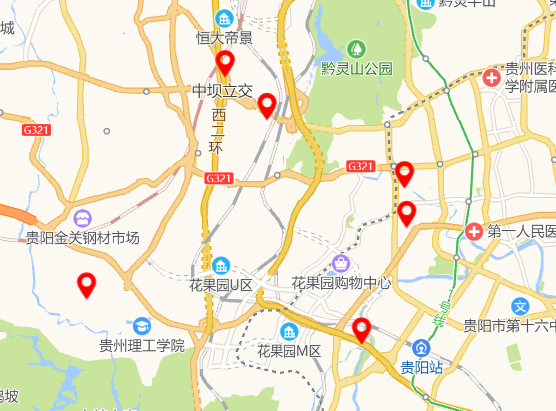 黔灵半山
城
恒大帝景
黔灵山公园
贵州医科
学附属医
中坝立交
西二环
G321
G321
G321
贵阳金关钢材市场
第一人民医
花果园U区
花果园购物中心
1号线
贵阳市第十六中
贵州理工学院
花果园M区
贵阳站
坡